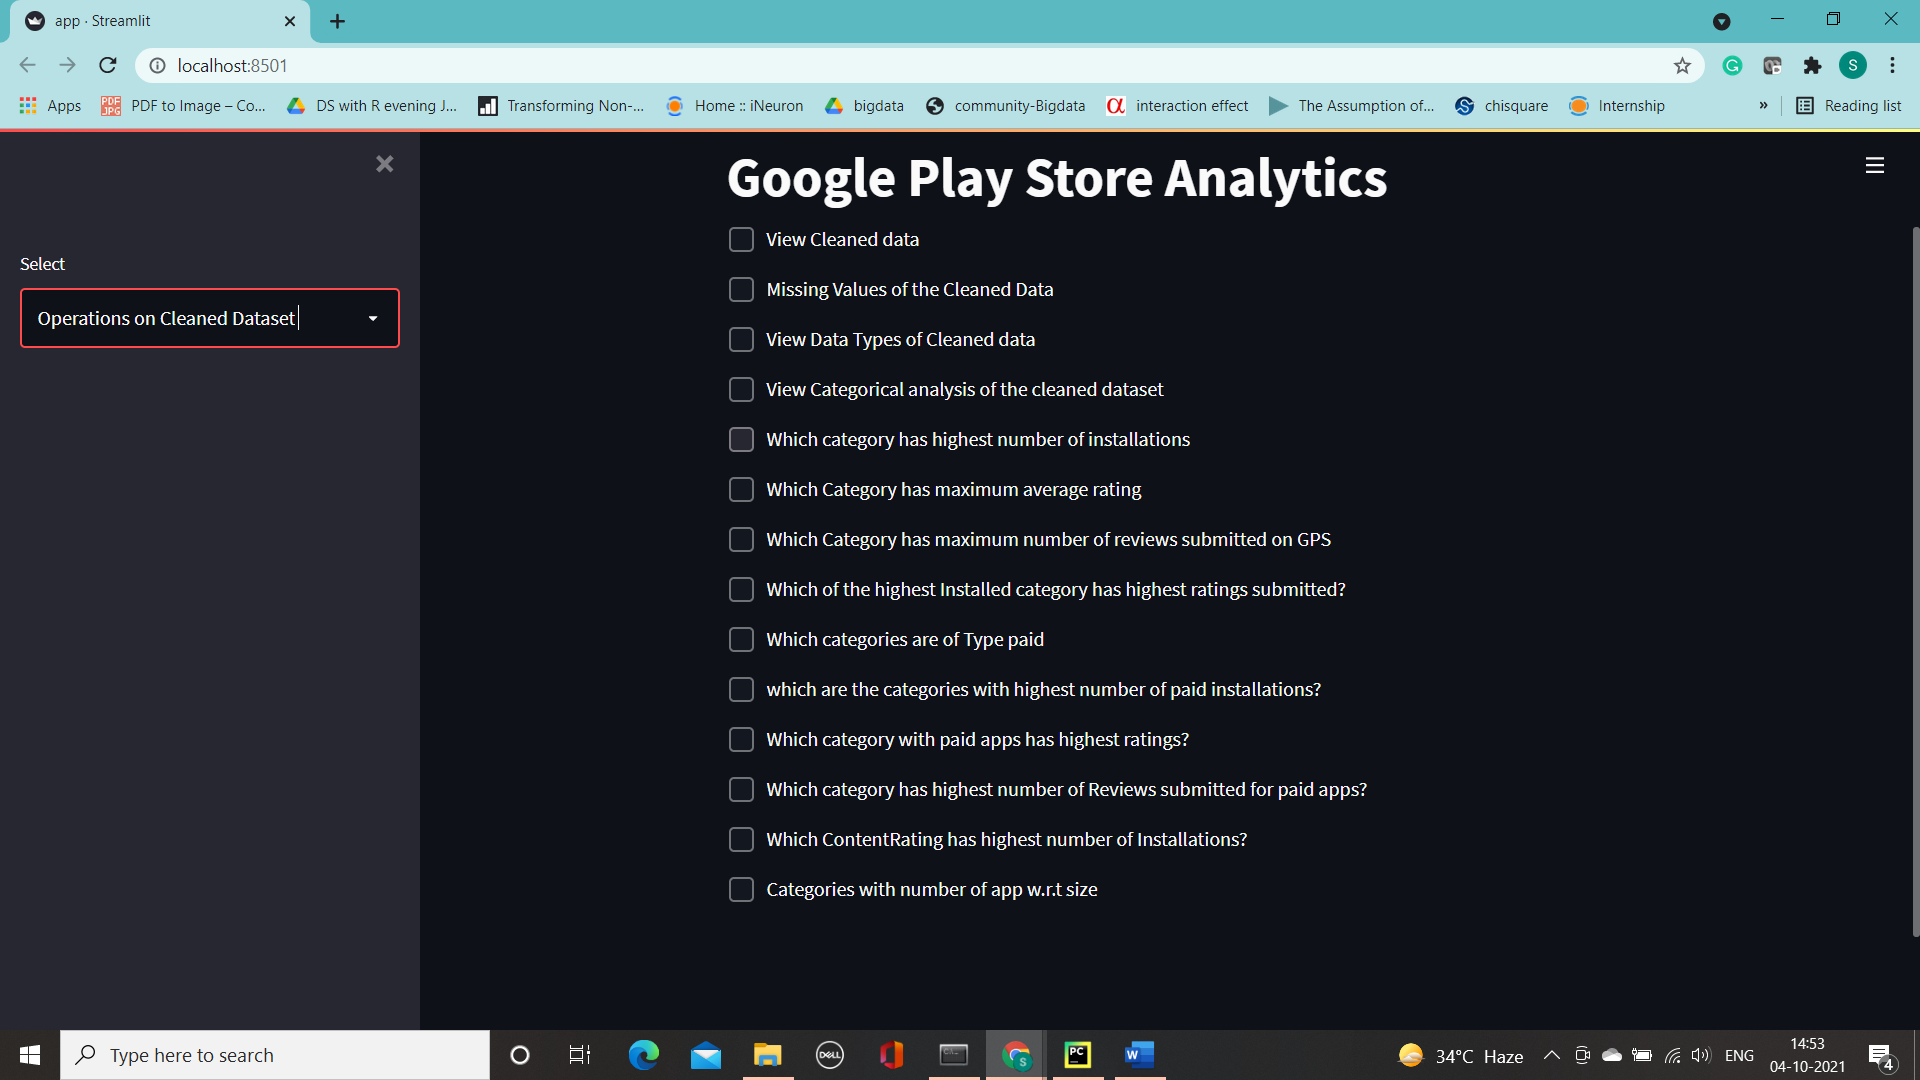 app · Streamlit
localhost:8501
S
Apps
PDF to Image – Co...
DS with R evening J...
Transforming Non-...
Home :: iNeuron
bigdata
community-Bigdata
interaction effect
The Assumption of...
chisquare
Internship
»
Reading list
Google Play Store Analytics
Select
Operations on Cleaned Dataset
View Cleaned data
Missing Values of the Cleaned Data
View Data Types of Cleaned data
View Categorical analysis of the cleaned dataset
Which category has highest number of installations
Which Category has maximum average rating
Which Category has maximum number of reviews submitted on GPS
Which of the highest Installed category has highest ratings submitted?
Which categories are of Type paid
which are the categories with highest number of paid installations?
Which category with paid apps has highest ratings?
Which category has highest number of Reviews submitted for paid apps?
Which ContentRating has highest number of Installations?
Categories with number of app w.r.t size
Type here to search
DELL
PC
W
34°C Haze
ENG
14:53
04-10-2021
4